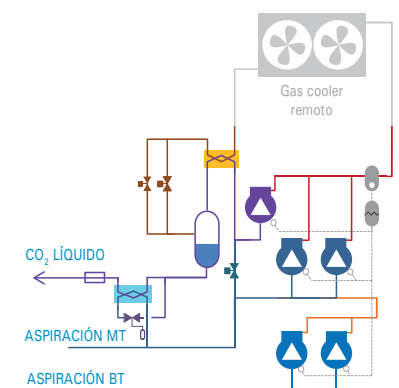 Gas cooler
remoto
CO₂ LÍQUIDO
ASPIRACIÓN MT
ASPIRACIÓN BT